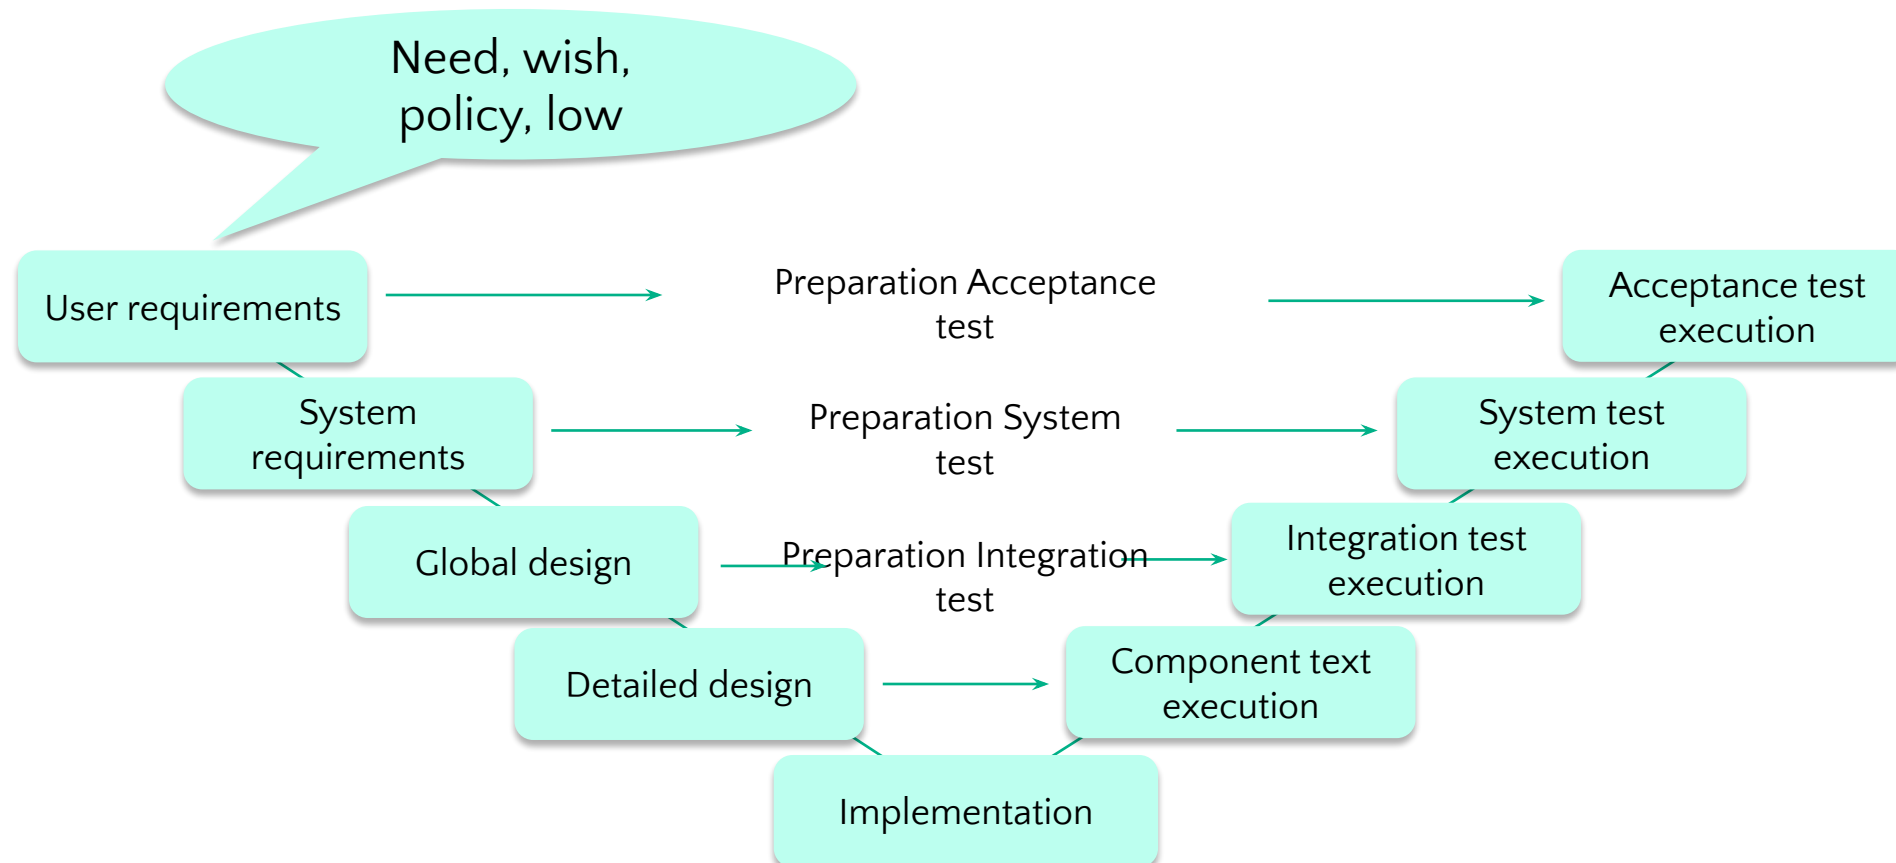 Need, wish,
policy, low
User requirements
Preparation Acceptance
test
Acceptance test
execution
System
requirements
Preparation System
test
System test
execution
Global design
Preparation Integration
test
Integration test
execution
Detailed design
Component text
execution
Implementation